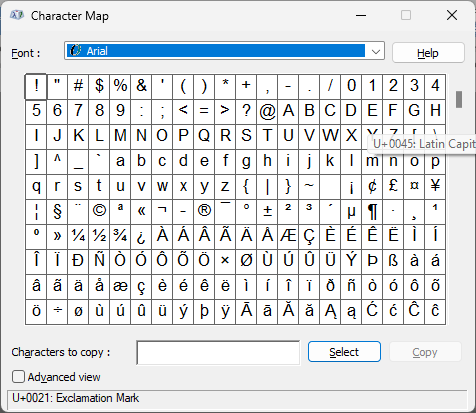 Character Map
Font :
Arial
Help
! " # $ % & ' ( ) * + , - . / 0 1 2 3 4
5 6 7 8 9 : ; < = > ? @ A B C D E F G H
I J K L M N O P Q R S T U V W X Y Z [ \
U+0045: Latin Capit
] ^ _ ` a b c d e f g h i j k l m n o p
q r s t u v w x y z { | } ~ ¡ ¢ £ ¤ ¥
¦ § ¨ © ª « ¬ - ® ¯ ° ± ² ³ ´ µ ¶ · ¸ ¹
º » ¼ ½ ¾ ¿ À Á Â Ã Ä Å Æ Ç È É Ê Ë Ì Í
Î Ï Ð Ñ Ò Ó Ô Õ Ö × Ø Ù Ú Û Ü Ý Þ ß à á
â ã ä å æ ç è é ê ë ì í î ï ð ñ ò ó ô õ
ö ÷ ø ù ú û ü ý þ ÿ Ā ā Ă ă Ą ą Ć ć Ĉ ĉ
Characters to copy :
Select
Copy
Advanced view
U+0021: Exclamation Mark